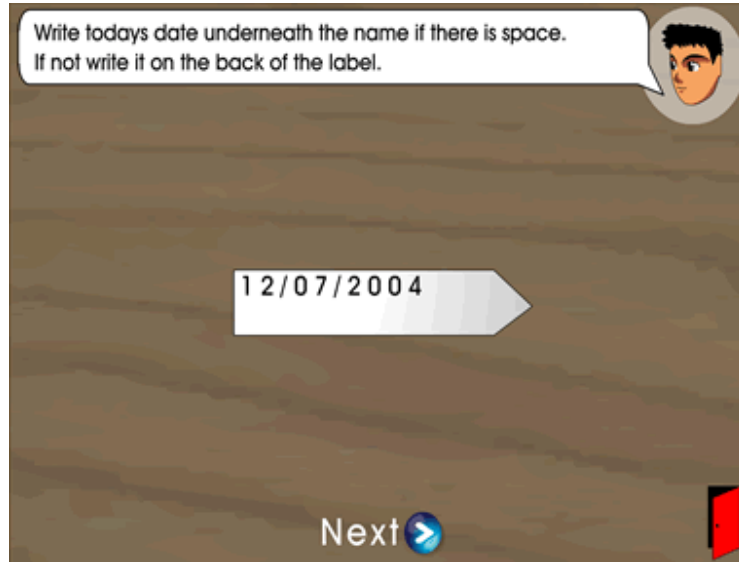 Write todays date underneath the name if there is space.
If not write it on the back of the label.
12/07/2004
Next